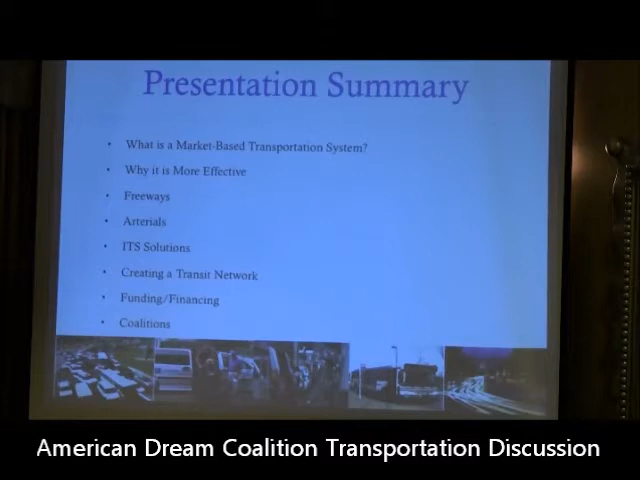 Presentation Summary
• What is a Market-Based Transportation System?
• Why it is More Effective
• Freeways
• Arterials
• ITS Solutions
• Creating a Transit Network
• Funding/Financing
• Coalitions
American Dream Coalition Transportation Discussion